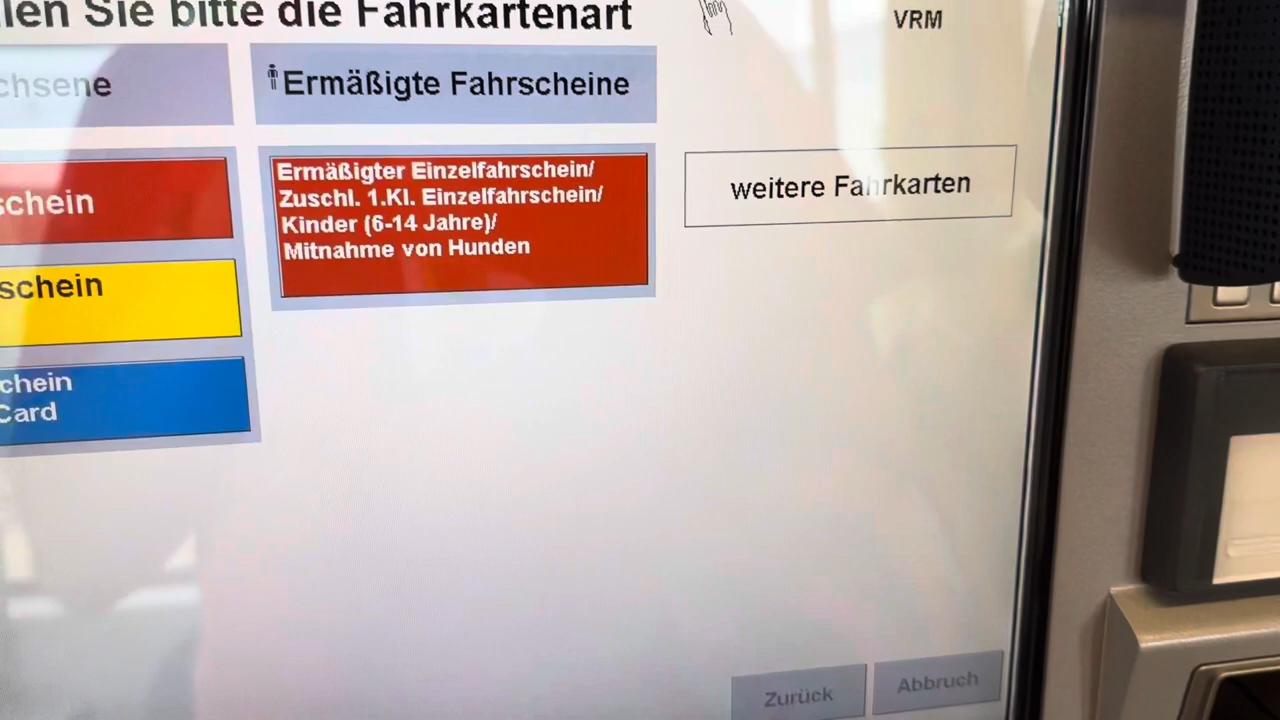 len Sie bitte die Fahrkartenart
VRM
chsene
Ermäßigte Fahrscheine
schein
Ermäßigter Einzelfahrschein/
Zuschl. 1.Kl. Einzelfahrschein/
Kinder (6-14 Jahre)/
Mitnahme von Hunden
weitere Fahrkarten
schein
chein
Card
Zurück
Abbruch